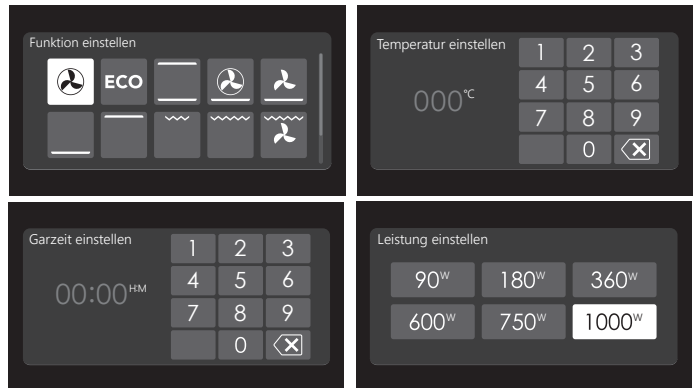 Funktion einstellen
ECO
Temperatur einstellen
000°C
1 2 3
4 5 6
7 8 9
0
Garzeit einstellen
00:00 H:M
1 2 3
4 5 6
7 8 9
0
Leistung einstellen
90W 180W 360W
600W 750W 1000W